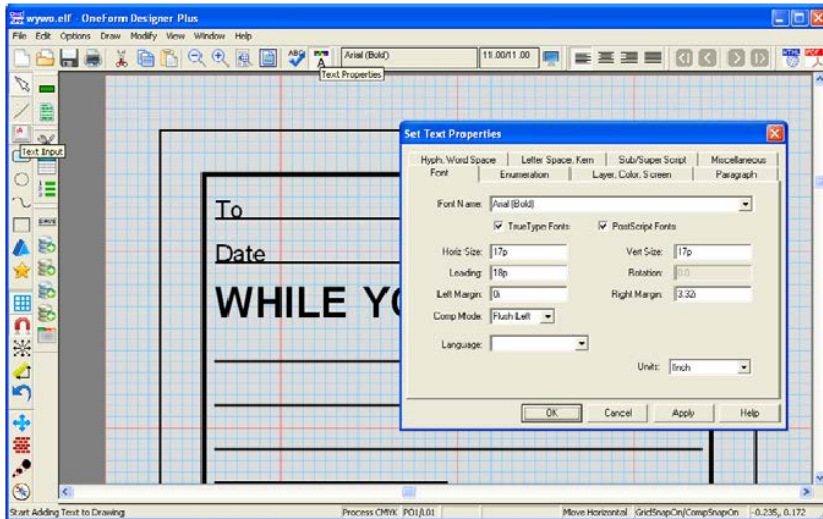 wywo.elf - OneForm Designer Plus
File Edit Options Draw Modify View Window Help
Arial (Bold) 11.00/11.00
Text Properties
Text Input
To
Date
WHILE YO
Set Text Properties
Hyph, Word Space Letter Space, Kern Sub/Super Script Miscellaneous
Font Enumeration Layer, Color, Screen Paragraph
Font Name: Arial (Bold)
TrueType Fonts PostScript Fonts
Horiz Size: 17p Vert Size: 17p
Leading: 18p Rotation: 0.0
Left Margin: 0i Right Margin: 3.32i
Comp Mode: Flush Left
Language:
Units: Inch
OK Cancel Apply Help
Start Adding Text to Drawing Process CMYK PO1/L01 Move Horizontal GridSnapOn/CompSnapOn -0.235, 0.172